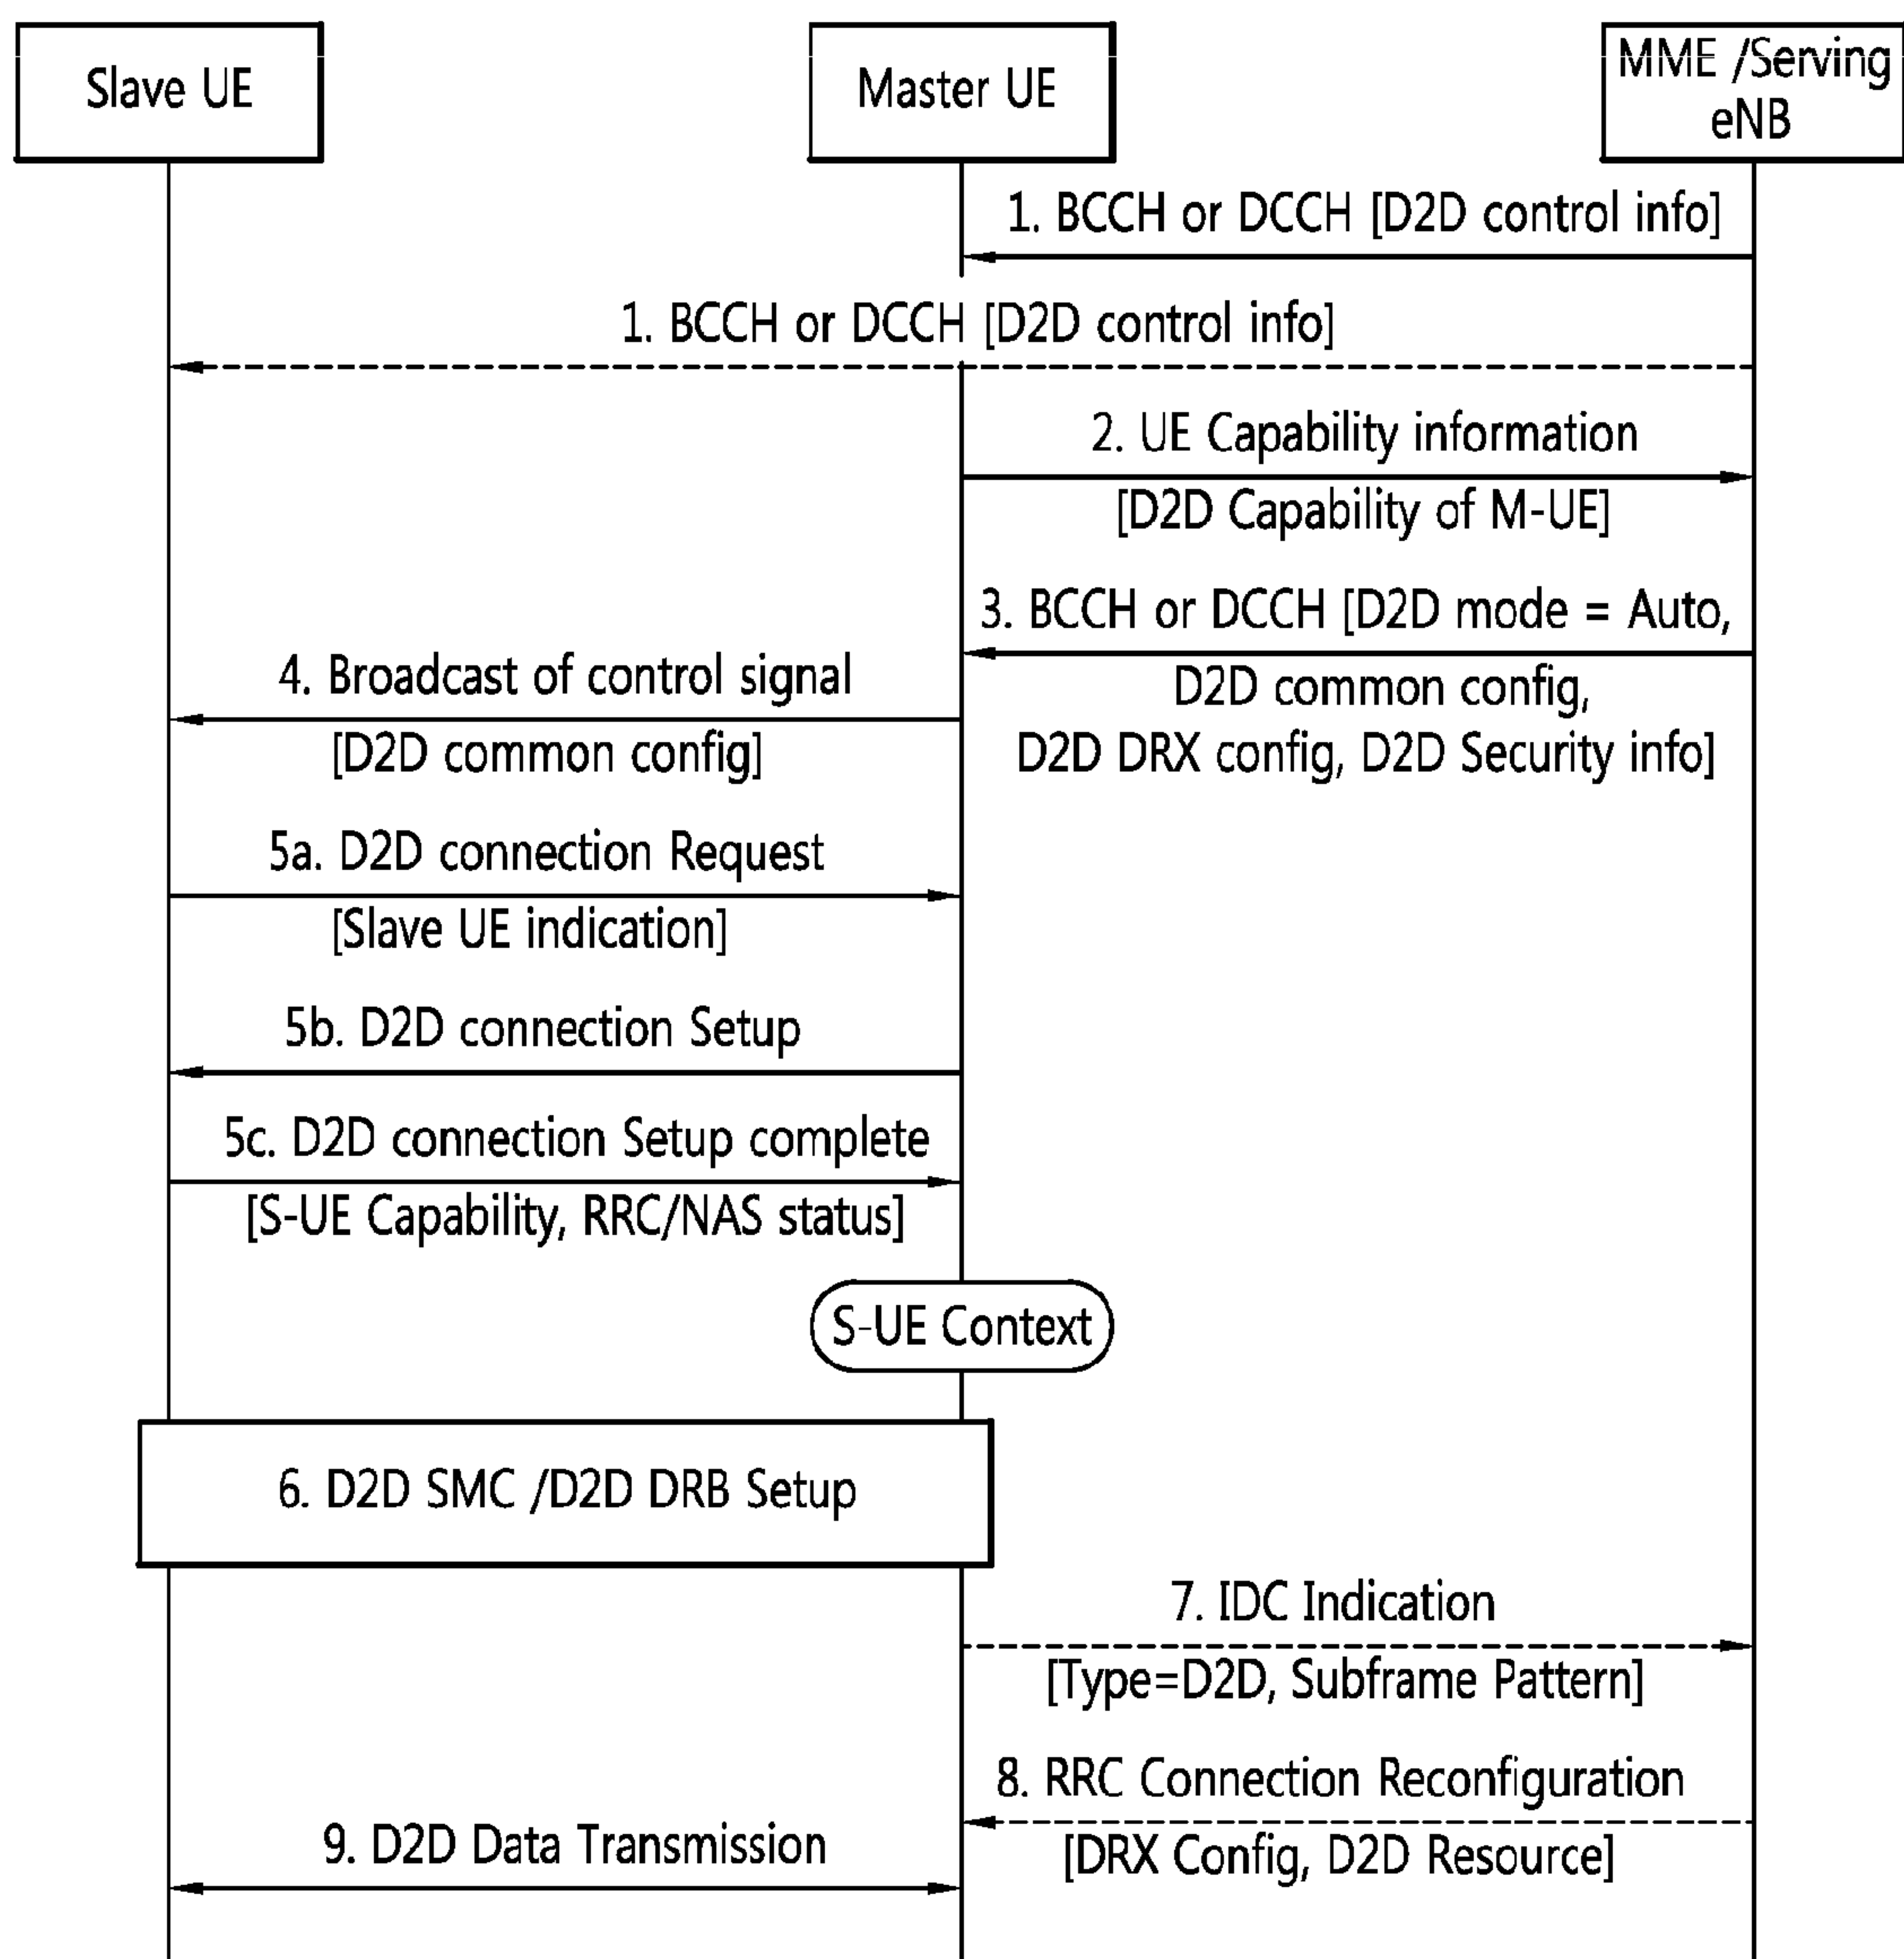 Slave UE
Master UE
MME /Serving
eNB
1. BCCH or DCCH [D2D control info]
1. BCCH or DCCH [D2D control info]
2. UE Capability information
[D2D Capability of M-UE]
3. BCCH or DCCH [D2D mode = Auto,
D2D common config,
D2D DRX config, D2D Security info]
4. Broadcast of control signal
[D2D common config]
5a. D2D connection Request
[Slave UE indication]
5b. D2D connection Setup
5c. D2D connection Setup complete
[S-UE Capability, RRC/NAS status]
S-UE Context
6. D2D SMC /D2D DRB Setup
7. IDC Indication
[Type=D2D, Subframe Pattern]
8. RRC Connection Reconfiguration
[DRX Config, D2D Resource]
9. D2D Data Transmission